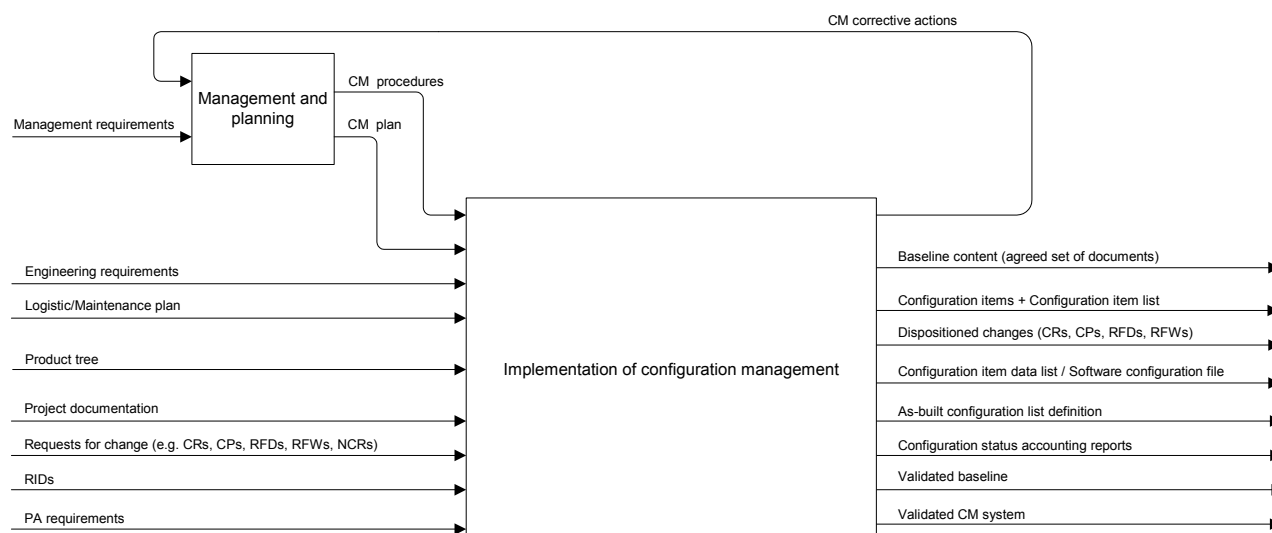 CM corrective actions
CM procedures
Management and
planning
Management requirements
CM plan
Engineering requirements
Logistic/Maintenance plan
Product tree
Project documentation
Requests for change (e.g. CRs, CPs, RFDs, RFWs, NCRs)
RIDs
PA requirements
Implementation of configuration management
Baseline content (agreed set of documents)
Configuration items + Configuration item list
Dispositioned changes (CRs, CPs, RFDs, RFWs)
Configuration item data list / Software configuration file
As-built configuration list definition
Configuration status accounting reports
Validated baseline
Validated CM system